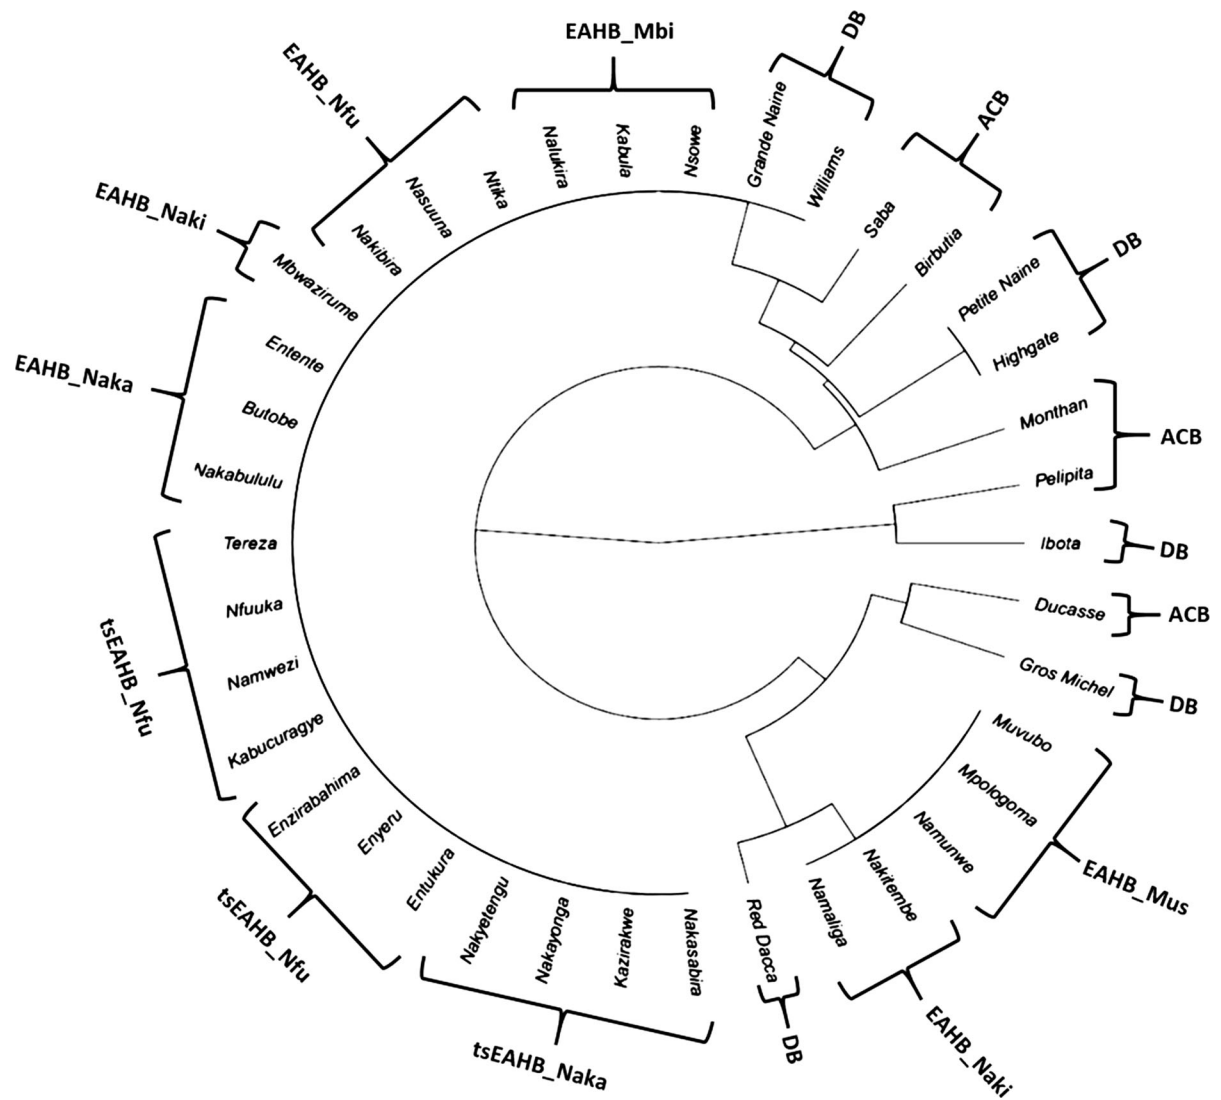 EAHB_Mbi
DB
ACB
DB
ACB
DB
ACB
DB
EAHB_Mus
EAHB_Naki
DB
tsEAHB_Naka
tsEAHB_Nfu
tsEAHB_Nfu
EAHB_Naka
EAHB_Naki
EAHB_Nfu
Nalukira
Kabula
Nsowe
Grande Naine
Williams
Saba
Birbutia
Petite Naine
Highgate
Monthan
Pelipita
Ibota
Ducasse
Gros Michel
Muvubo
Mpologoma
Namunwe
Nakitembe
Namaliga
Red Dacca
Nakasabira
Kazirakwe
Nakayonga
Nakyetengu
Entukura
Enyeru
Enzirabahima
Kabucuragye
Namwezi
Nfuuka
Tereza
Nakabululu
Butobe
Entente
Mbwazirume
Nakibira
Nasuuna
Ntika